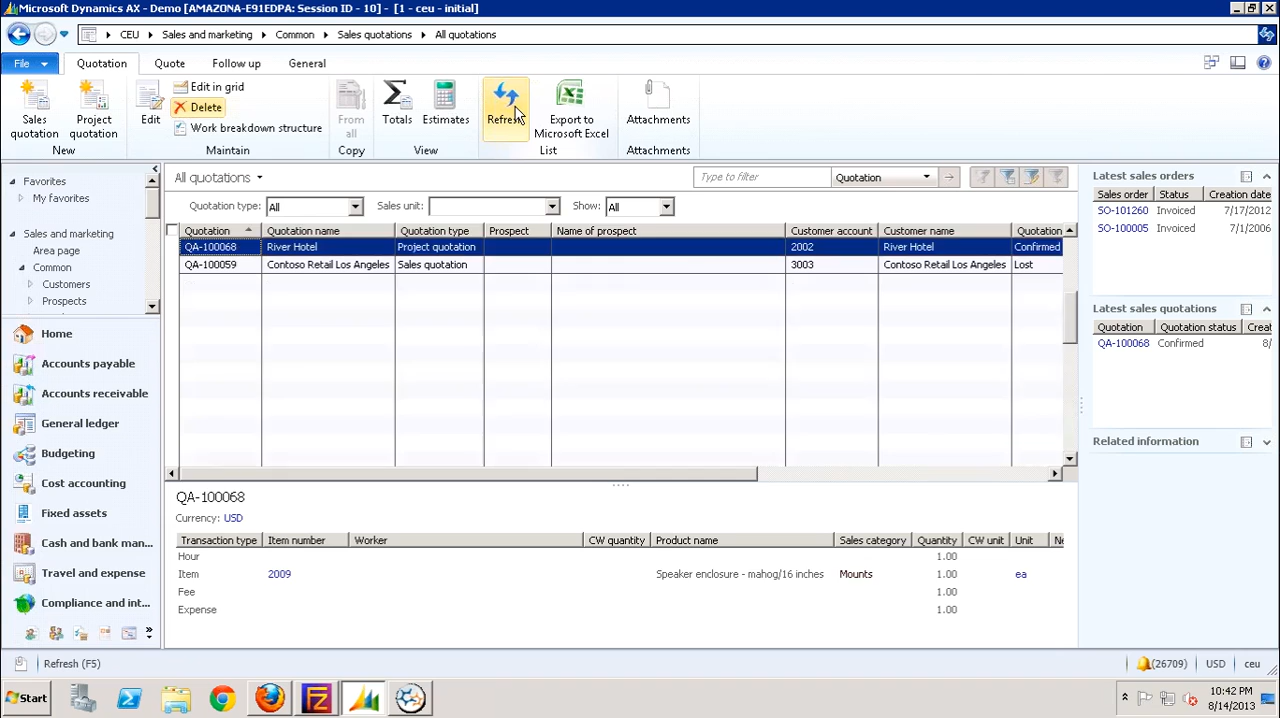 Microsoft Dynamics AX - Demo [AMAZONA-E91EDPA: Session ID - 10] - [1 - ceu - initial]
CEU Sales and marketing Common Sales quotations All quotations
File Quotation Quote Follow up General
Sales quotation
Project quotation
New
Edit
Edit in grid
Delete
Work breakdown structure
Maintain
From all
Copy
Totals
Estimates
View
Refresh
Export to Microsoft Excel
List
Attachments
Attachments
Favorites
My favorites
Sales and marketing
Area page
Common
Customers
Prospects
Home
Accounts payable
Accounts receivable
General ledger
Budgeting
Cost accounting
Fixed assets
Cash and bank man...
Travel and expense
Compliance and int...
All quotations
Type to filter
Quotation
Quotation type: All Sales unit: Show: All
Quotation Quotation name Quotation type Prospect Name of prospect Customer account Customer name Quotation
QA-100068 River Hotel Project quotation 2002 River Hotel Confirmed
QA-100059 Contoso Retail Los Angeles Sales quotation 3003 Contoso Retail Los Angeles Lost
QA-100068
Currency: USD
Transaction type Item number Worker CW quantity Product name Sales category Quantity CW unit Unit Ne
Hour 1.00
Item 2009 Speaker enclosure - mahog/16 inches Mounts 1.00 ea
Fee 1.00
Expense 1.00
Latest sales orders
Sales order Status Creation date
SO-101260 Invoiced 7/17/2012
SO-100005 Invoiced 7/1/2006
Latest sales quotations
Quotation Quotation status Creat
QA-100068 Confirmed 8/
Related information
Refresh (F5)
(26709) USD ceu
Start
10:42 PM
8/14/2013